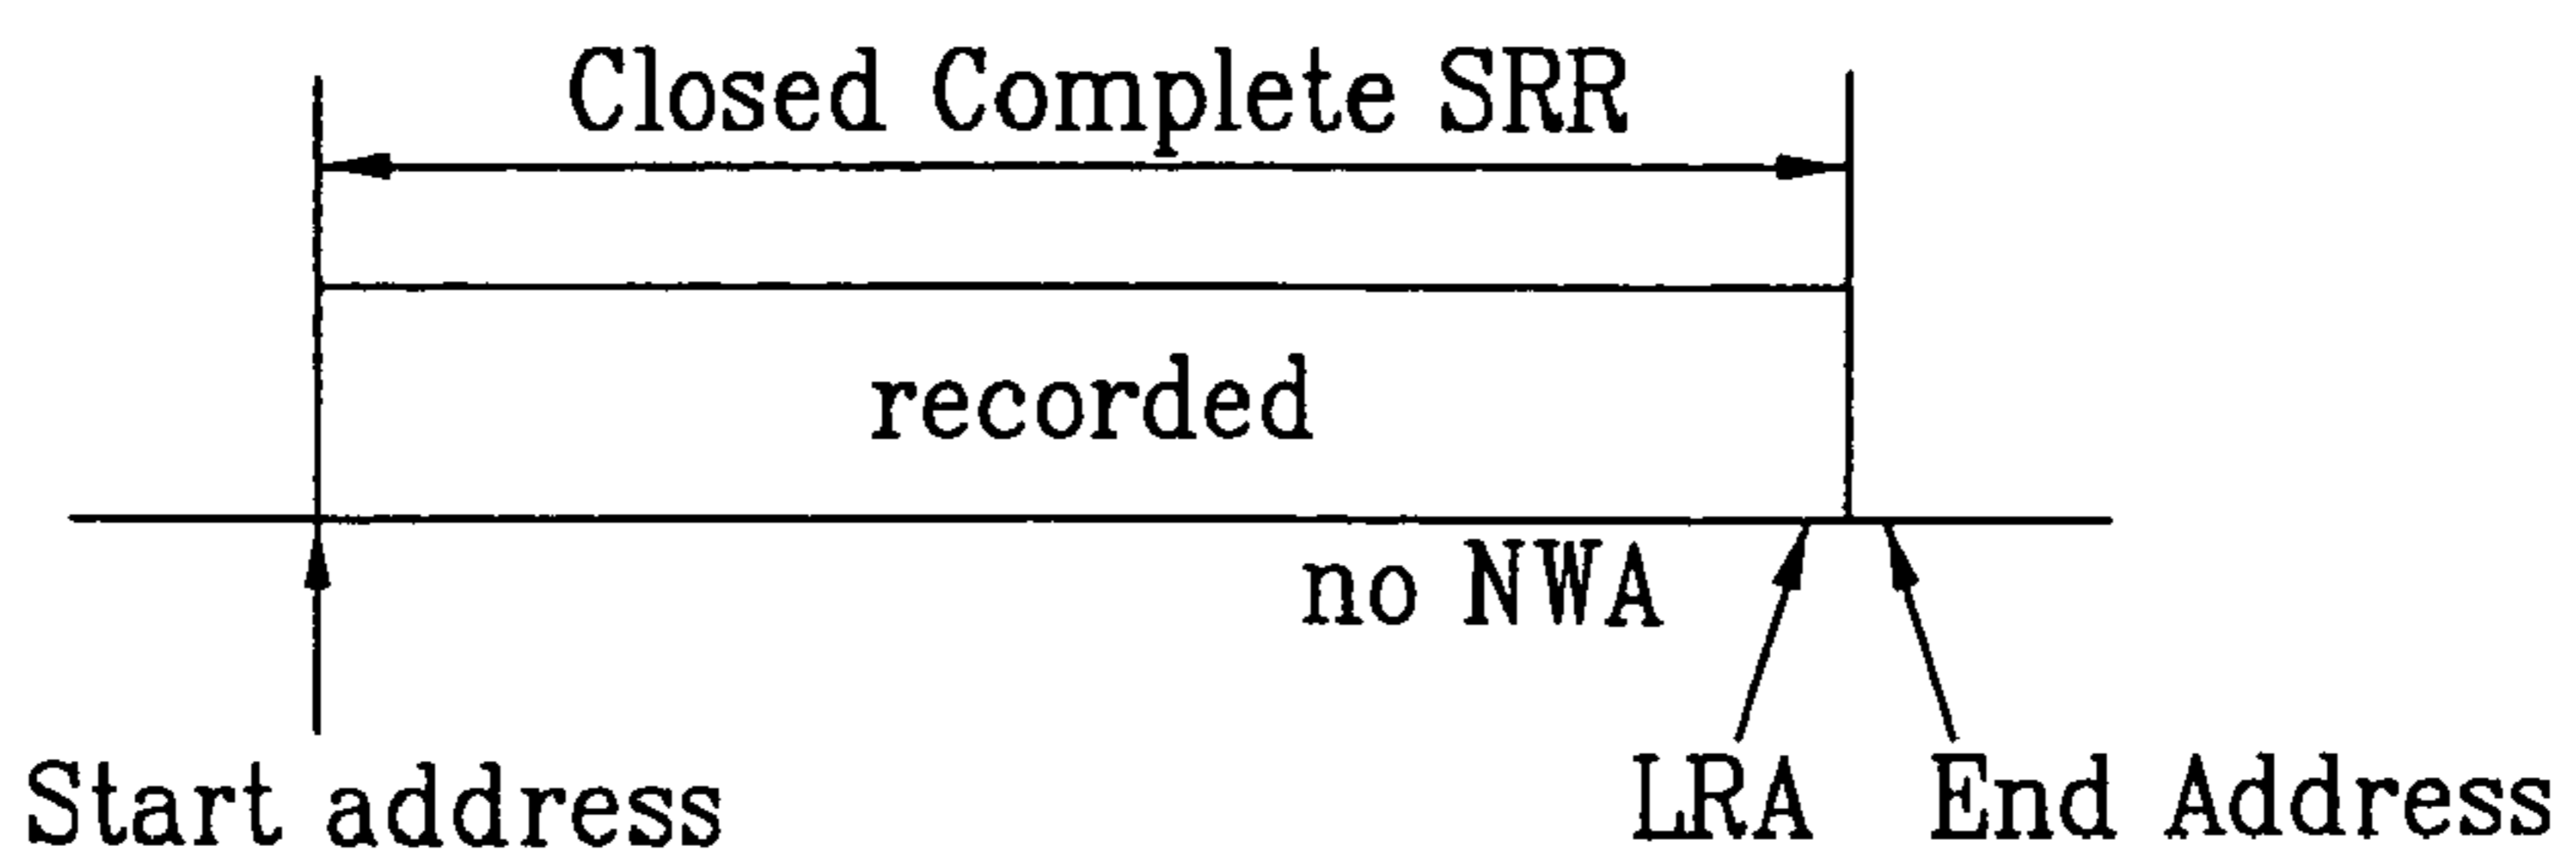 Closed Complete SRR
recorded
no NWA
Start address
LRA
End Address